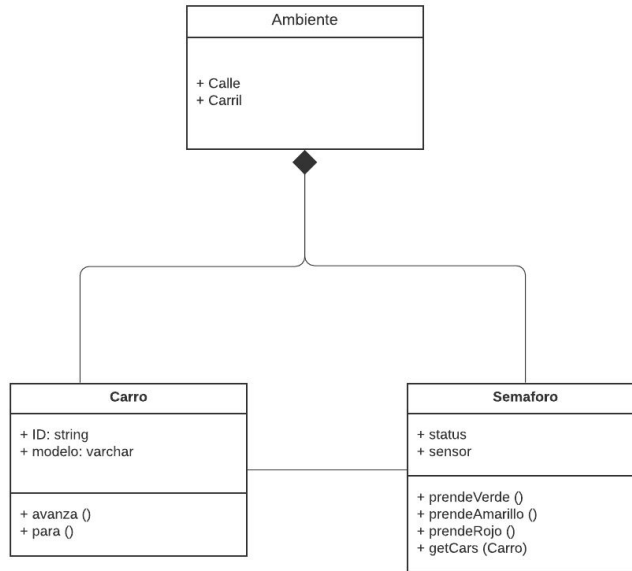 Ambiente
+ Calle
+ Carril
Carro
+ ID: string
+ modelo: varchar
+ avanza ()
+ para ()
Semaforo
+ status
+ sensor
+ prendeVerde ()
+ prendeAmarillo ()
+ prendeRojo ()
+ getCars (Carro)